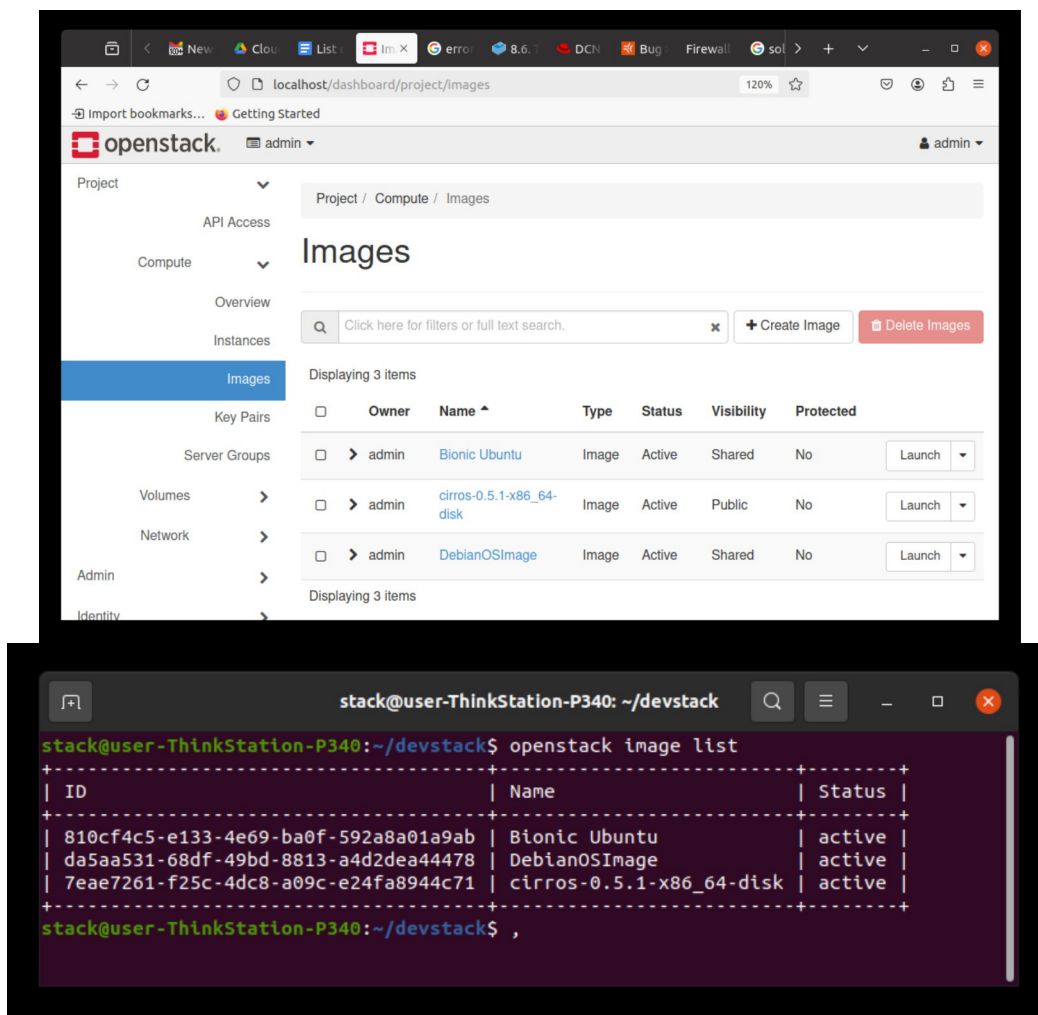 New Clou List c Im × G error 8.6. DCN Bug Firewall G sol
localhost/dashboard/project/images 120%
Import bookmarks... Getting Started
openstack. admin admin
Project
API Access
Compute
Overview
Instances
Images
Key Pairs
Server Groups
Volumes
Network
Admin
Identity
Project / Compute / Images
Images
Click here for filters or full text search. Create Image Delete Images
Displaying 3 items
Owner Name Type Status Visibility Protected
admin Bionic Ubuntu Image Active Shared No Launch
admin cirros-0.5.1-x86_64-
disk Image Active Public No Launch
admin DebianOSImage Image Active Shared No Launch
Displaying 3 items
stack@user-ThinkStation-P340: ~/devstack
stack@user-ThinkStation-P340:~/devstack$ openstack image list
+--------------------------------------+--------------------------+--------+
| ID | Name | Status |
+--------------------------------------+--------------------------+--------+
| 810cf4c5-e133-4e69-ba0f-592a8a01a9ab | Bionic Ubuntu | active |
| da5aa531-68df-49bd-8813-a4d2dea44478 | DebianOSImage | active |
| 7eae7261-f25c-4dc8-a09c-e24fa8944c71 | cirros-0.5.1-x86_64-disk | active |
+--------------------------------------+--------------------------+--------+
stack@user-ThinkStation-P340:~/devstack$ ,